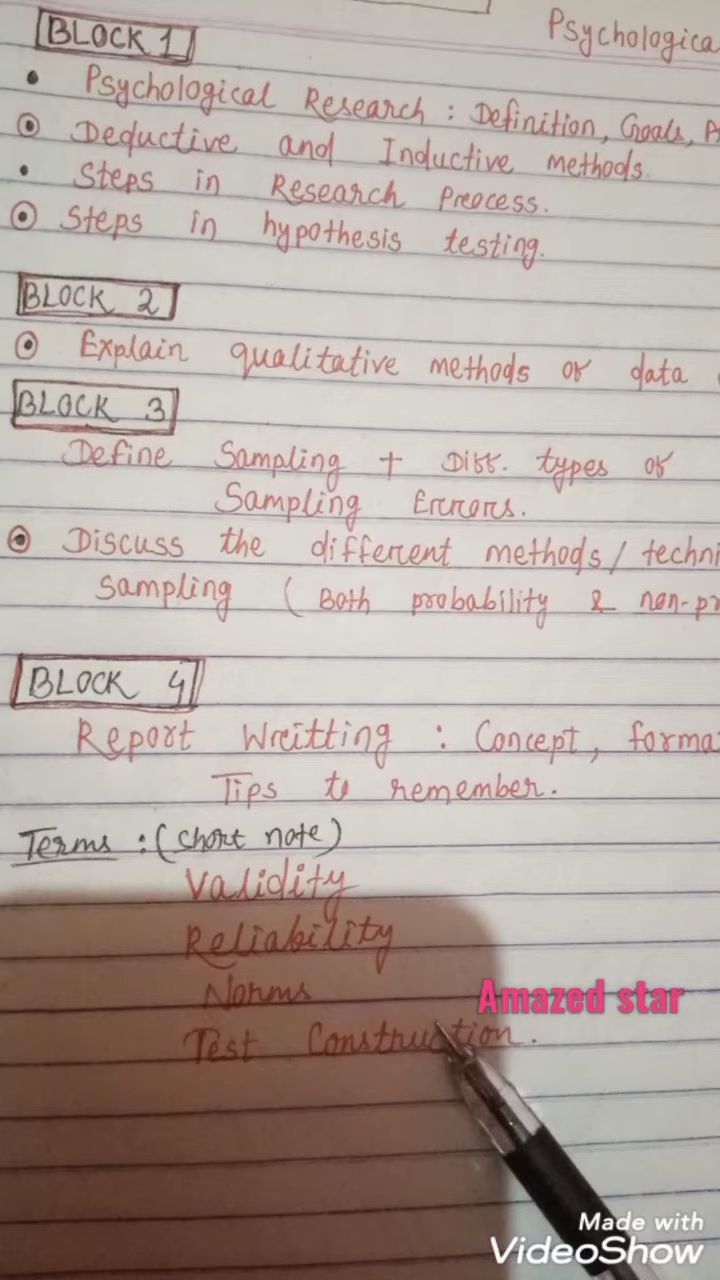 Psychologica
BLOCK 1
• Psychological Research : Definition, Goals, P
⦿ Deductive and Inductive methods.
• Steps in Research Process.
⦿ Steps in hypothesis testing.
BLOCK 2
⦿ Explain qualitative methods of data
BLOCK 3
Define Sampling + Diff. types of
Sampling Errors.
⦿ Discuss the different methods / techni
Sampling ( Both probability & non-pr
BLOCK 4
Report Writting : Concept, forma
Tips to remember.
Terms : (short note)
Validity
Reliability
Norms
Amazed star
Test Construction.
Made with
VideoShow